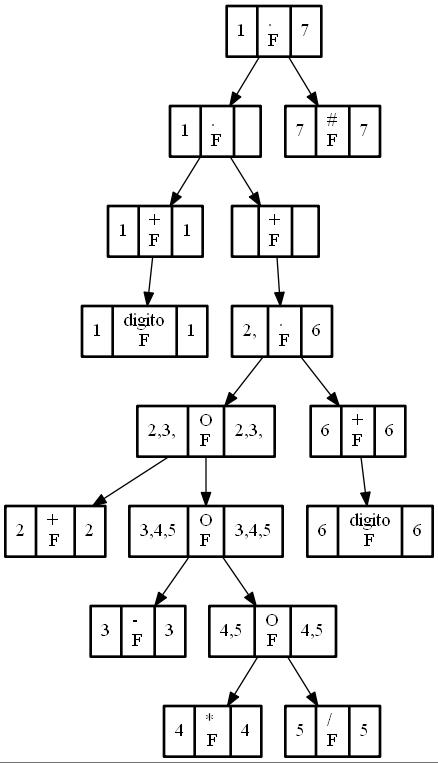 1 . F 7
1 . F
7 # F 7
1 + F 1
+ F
1 digito F 1
2, . F 6
2,3, O F 2,3,
6 + F 6
2 + F 2
3,4,5 O F 3,4,5
6 digito F 6
3 - F 3
4,5 O F 4,5
4 * F 4
5 / F 5